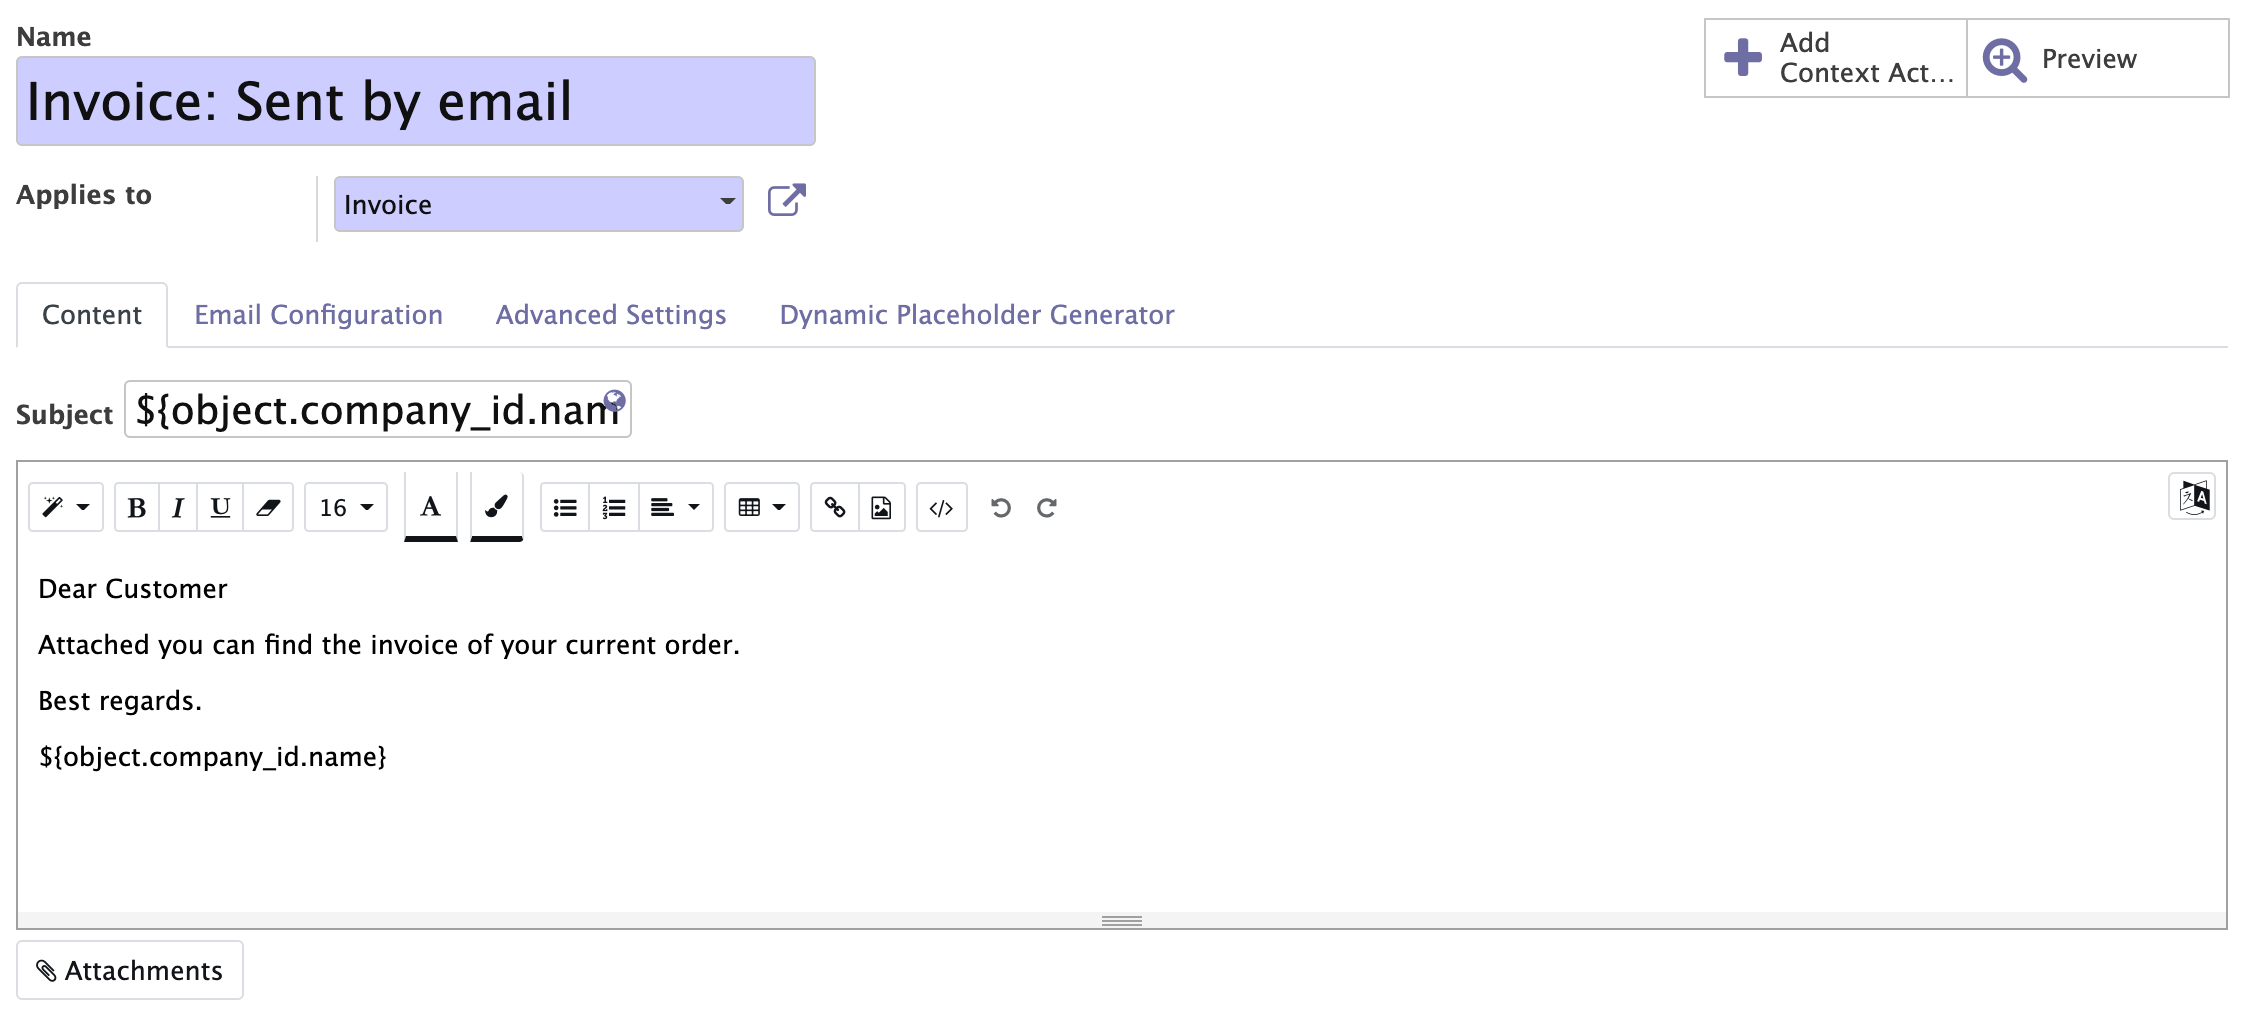 Name
Invoice: Sent by email
Add
Context Act...
Preview
Applies to
Invoice
Content
Email Configuration
Advanced Settings
Dynamic Placeholder Generator
Subject
${object.company_id.nam
B I U 16 A </>
Dear Customer
Attached you can find the invoice of your current order.
Best regards.
${object.company_id.name}
Attachments